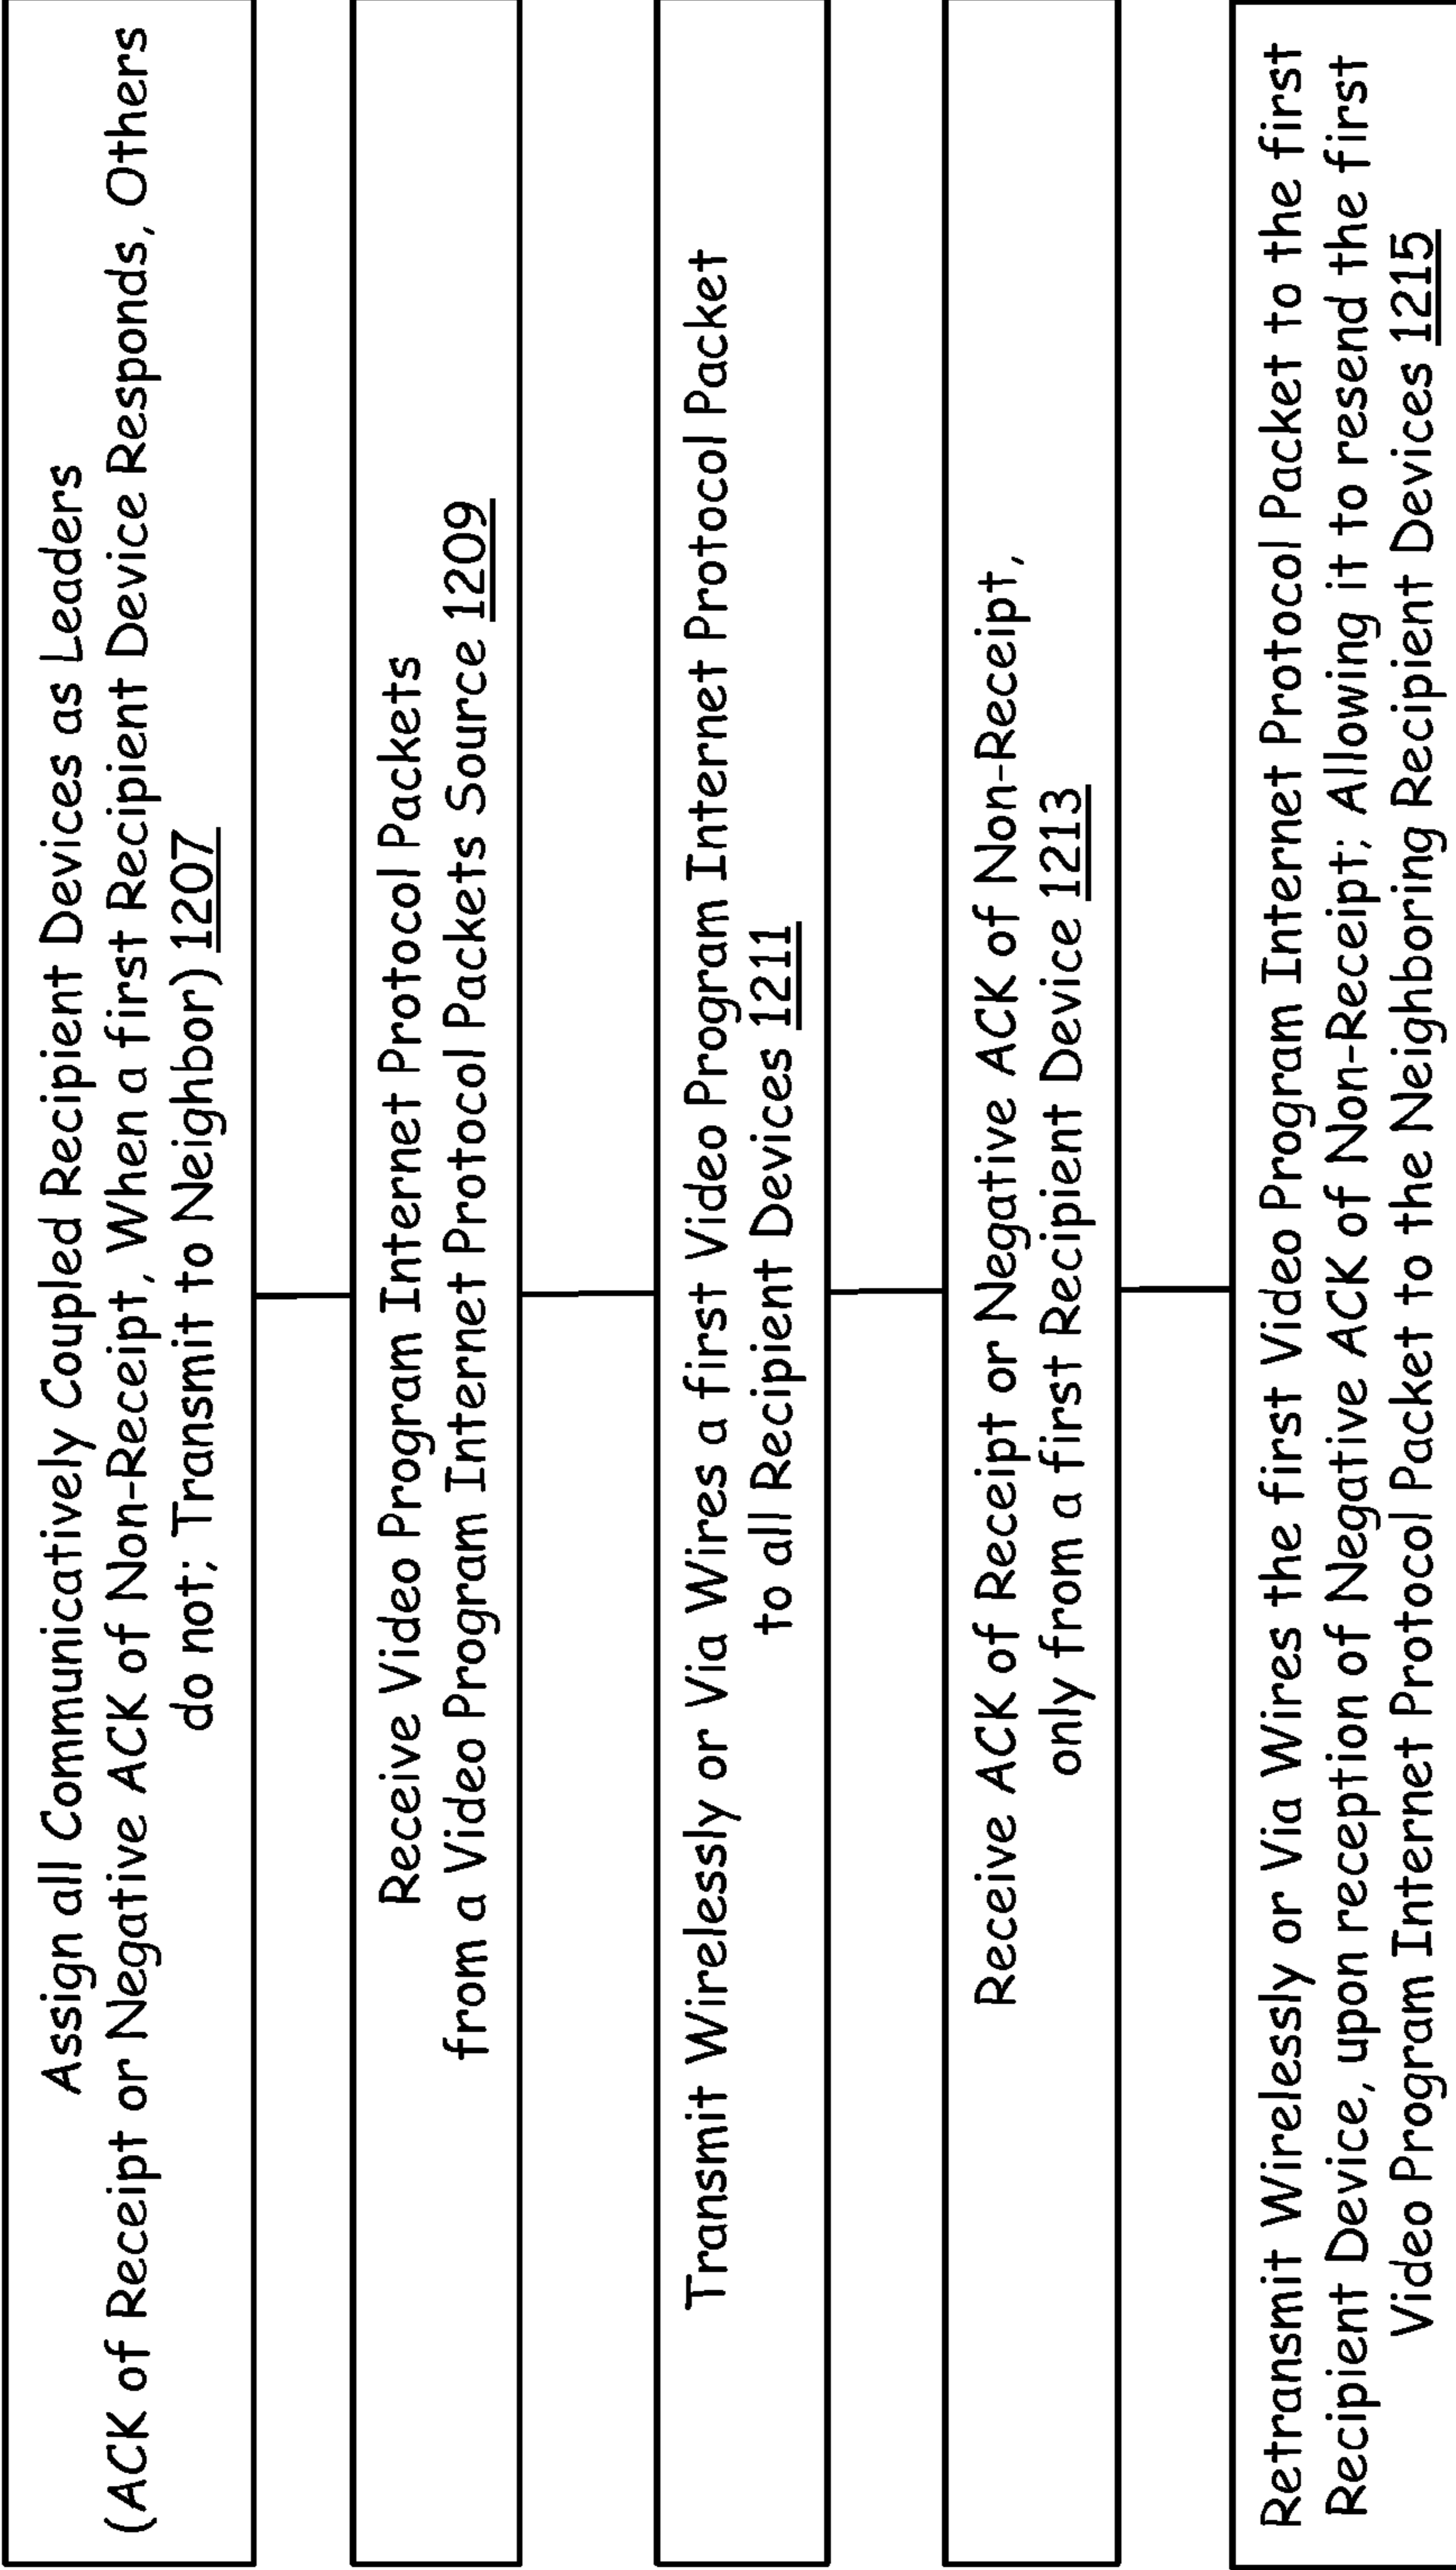 Assign all Communicatively Coupled Recipient Devices as Leaders
(ACK of Receipt or Negative ACK of Non-Receipt, When a first Recipient Device Responds, Others
do not; Transmit to Neighbor) 1207
Receive Video Program Internet Protocol Packets
from a Video Program Internet Protocol Packets Source 1209
Transmit Wirelessly or Via Wires a first Video Program Internet Protocol Packet
to all Recipient Devices 1211
Receive ACK of Receipt or Negative ACK of Non-Receipt,
only from a first Recipient Device 1213
Retransmit Wirelessly or Via Wires the first Video Program Internet Protocol Packet to the first
Recipient Device, upon reception of Negative ACK of Non-Receipt; Allowing it to resend the first
Video Program Internet Protocol Packet to the Neighboring Recipient Devices 1215